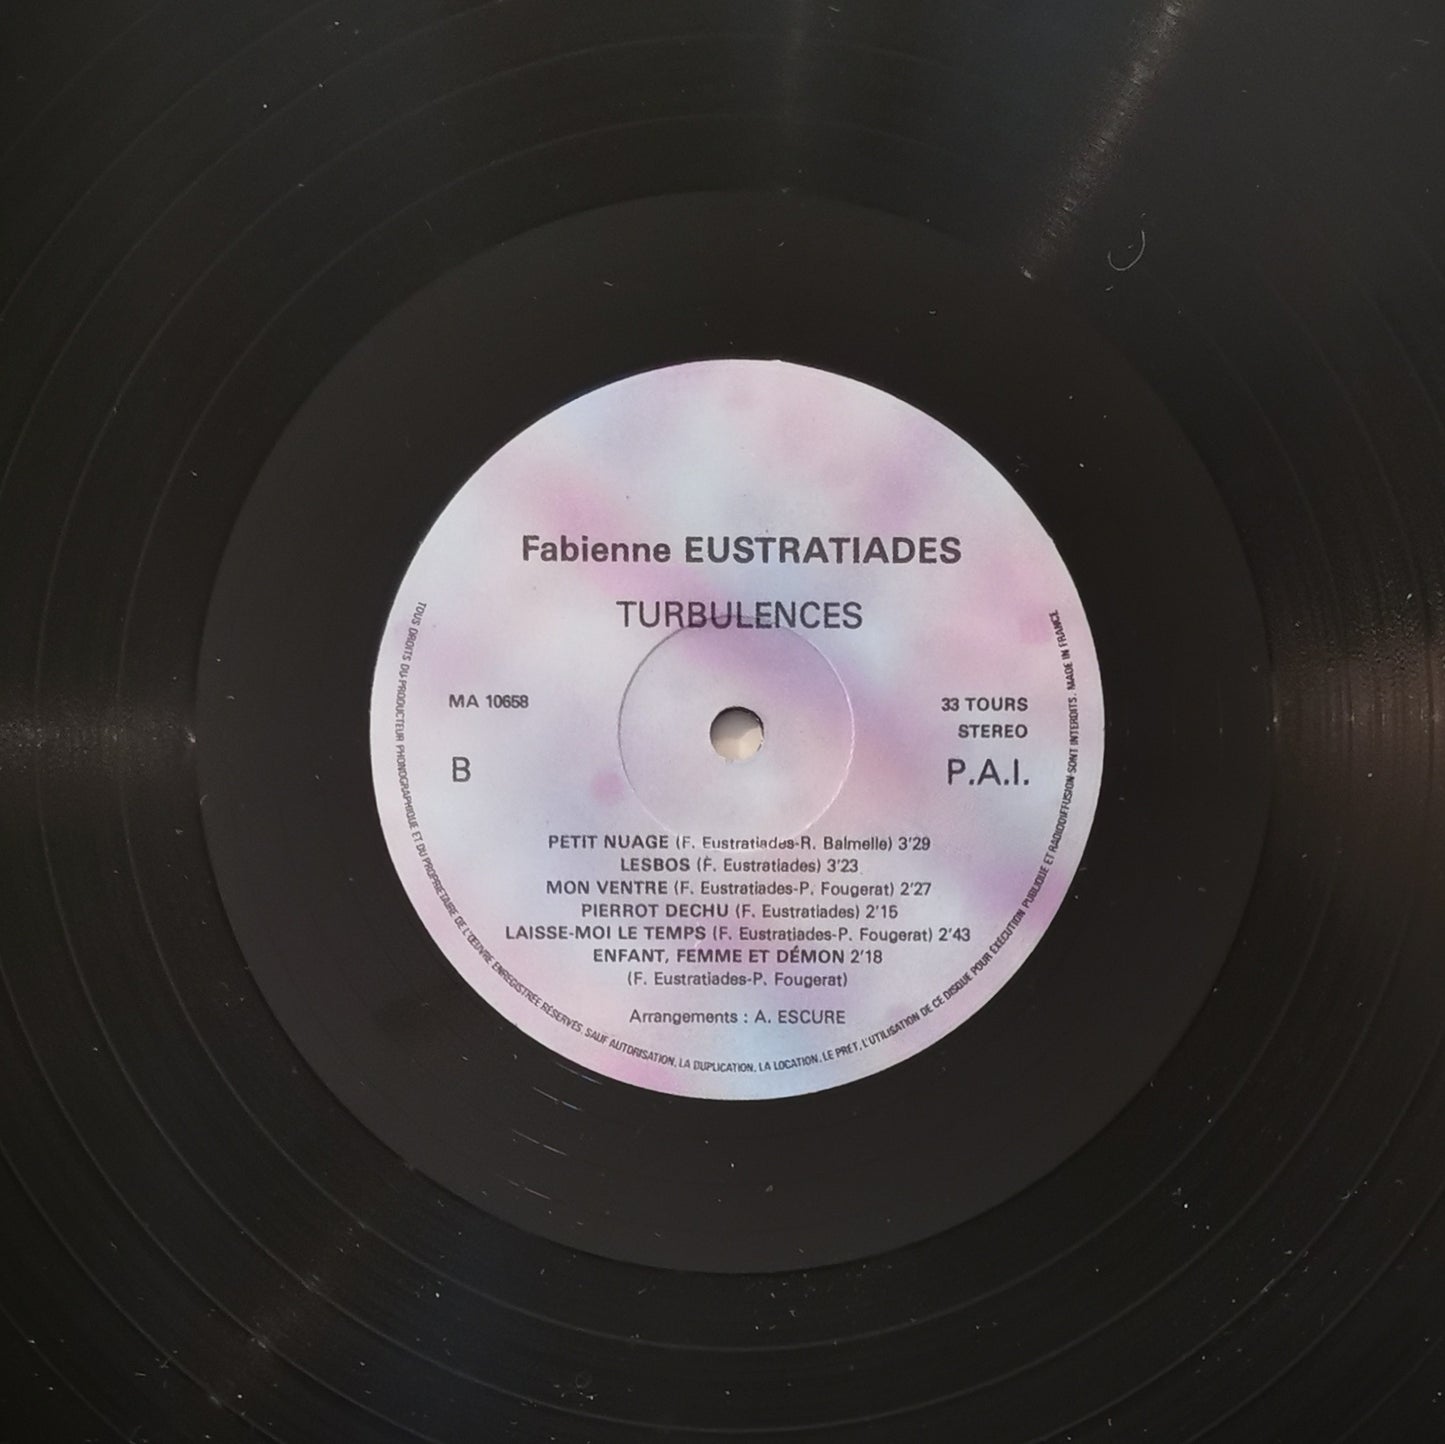 Fabienne EUSTRATIADES
TURBULENCES
MA 10658
33 TOURS
STEREO
B
P.A.I.
PETIT NUAGE (F. Eustratiades-R. Balmelle) 3'29
LESBOS (F. Eustratiades) 3'23
MON VENTRE (F. Eustratiades-P. Fougerat) 2'27
PIERROT DECHU (F. Eustratiades) 2'15
LAISSE-MOI LE TEMPS (F. Eustratiades-P. Fougerat) 2'43
ENFANT, FEMME ET DÉMON 2'18
(F. Eustratiades-P. Fougerat)
Arrangements : A. ESCURE
TOUS DROITS DU PRODUCTEUR PHONOGRAPHIQUE ET DU PROPRIETAIRE DE L'ŒUVRE ENREGISTREE RÉSERVÉS. SAUF AUTORISATION, LA DUPLICATION, LA LOCATION, LE PRET, L'UTILISATION DE CE DISQUE POUR EXÉCUTION PUBLIQUE ET RADIODIFFUSION SONT INTERDITS. MADE IN FRANCE